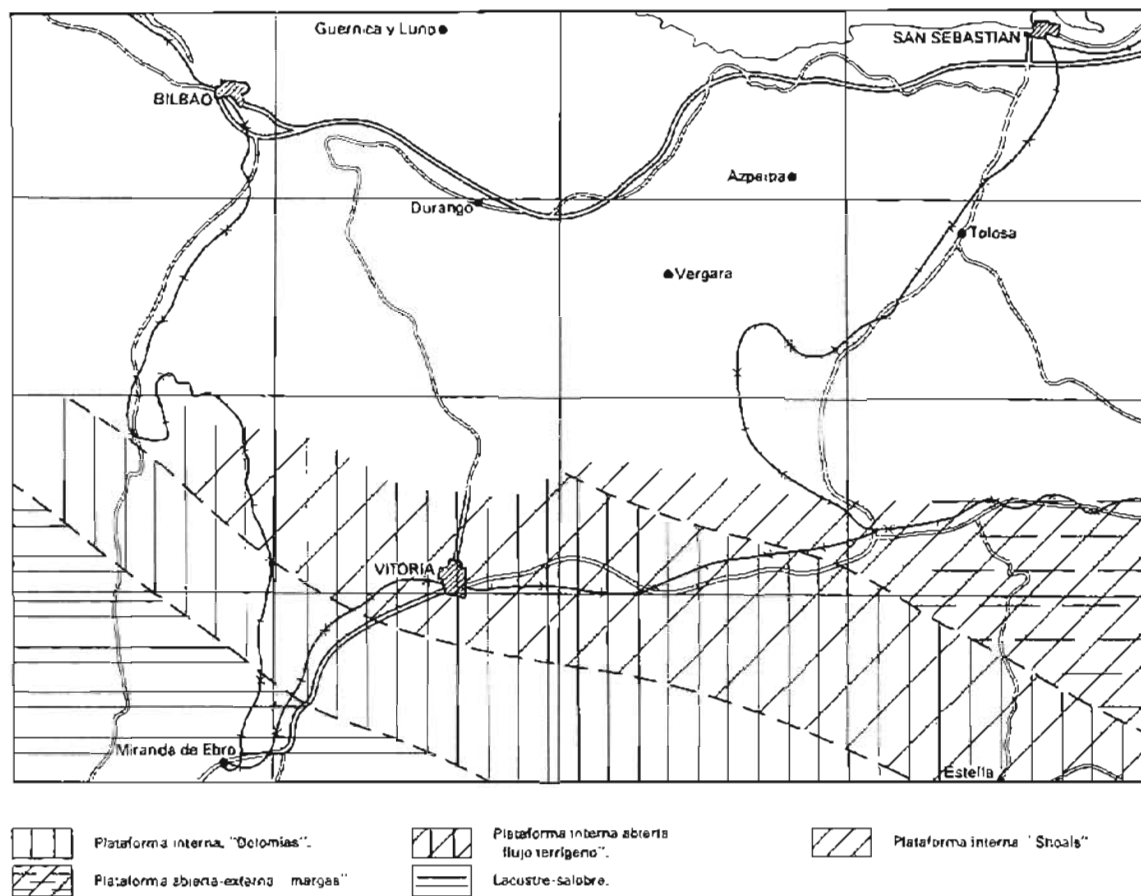 Guernica y Luno
SAN SEBASTIAN
BILBAO
Azpeitpa
Durango
Tolosa
Vergara
VITORIA
Miranda de Ebro
Estella
Plataforma interna, "Dolomias".
Plataforma interna abierta
"flujo terrígeno".
Plataforma interna "Shoals"
Plataforma abierta-externa margas"
Lacustre-salobre.